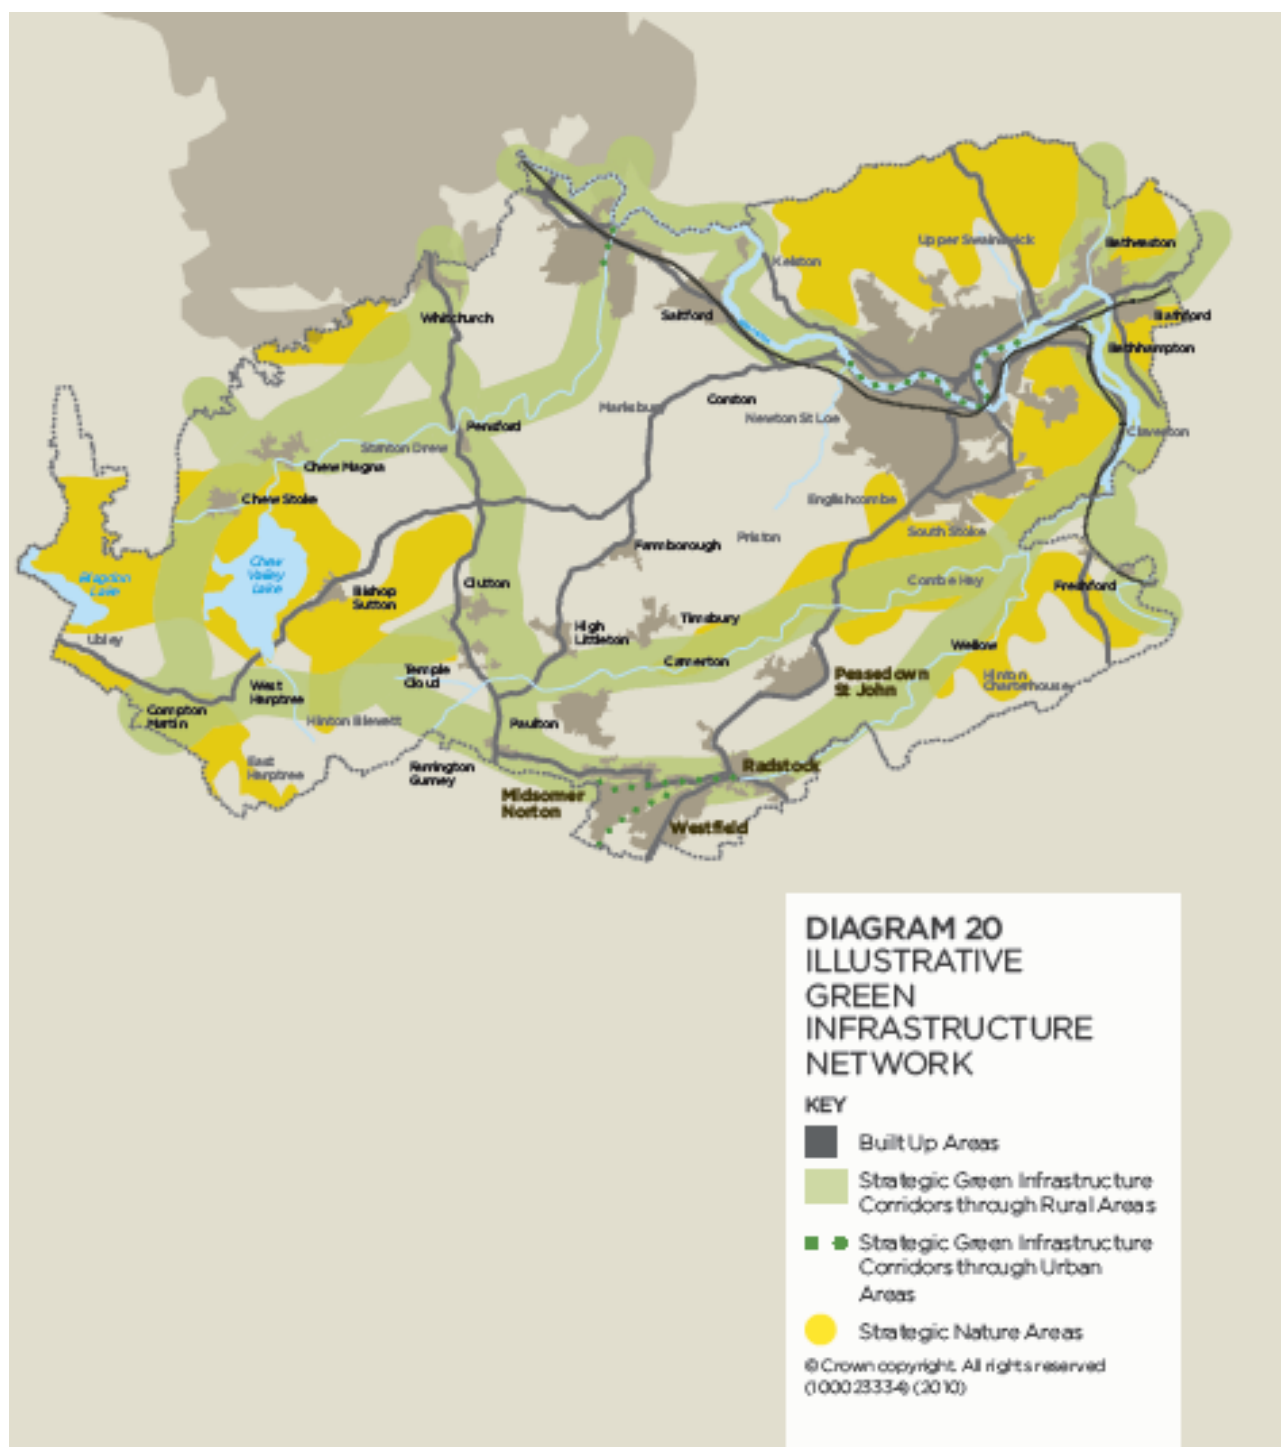 Upper Swainswick
Batheaston
Kelston
Whitchurch
Saltford
Bathford
Bathhampton
Corston
Marksbury
Newton St Loe
Pensford
Claverton
Stanton Drew
Chew Magna
Chew Stoke
Englishcombe
South Stoke
Priston
Farmborough
Chew
Valley
Lake
Blagdon
Lake
Bishop
Sutton
Clutton
Combe Hay
Freshford
Timsbury
High
Littleton
Ubley
Wellow
Camerton
Temple
Cloud
Peasedown
St John
Hinton
Charterhouse
West
Harptree
Compton
Martin
Hinton Blewett
Paulton
East
Harptree
Farrington
Gurney
Radstock
Midsomer
Norton
Westfield
DIAGRAM 20
ILLUSTRATIVE
GREEN
INFRASTRUCTURE
NETWORK
KEY
Built Up Areas
Strategic Green Infrastructure
Corridors through Rural Areas
Strategic Green Infrastructure
Corridors through Urban
Areas
Strategic Nature Areas
© Crown copyright. All rights reserved
(100023334) (2010)